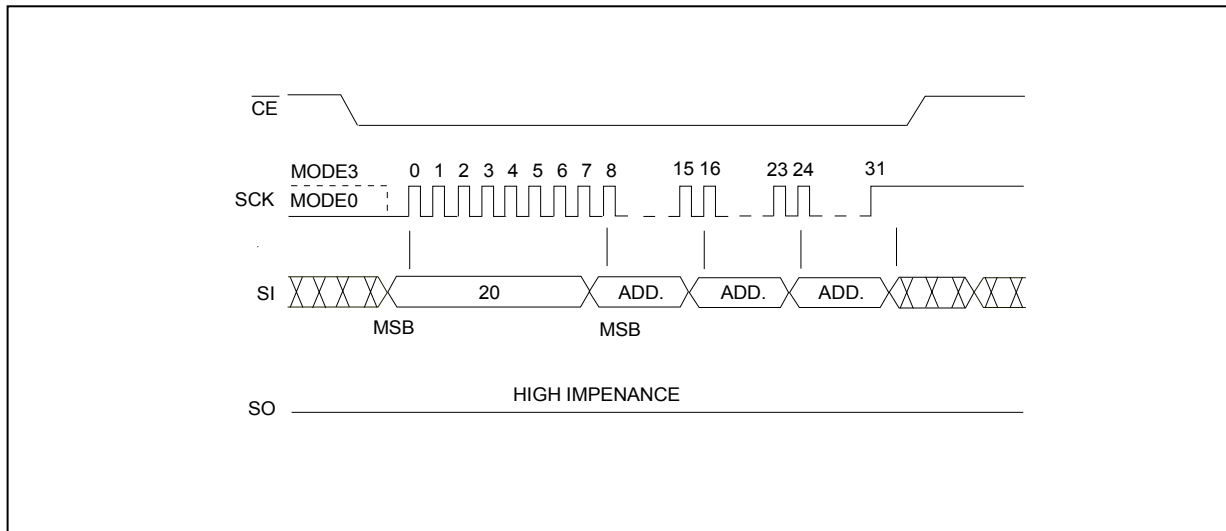 CE
MODE3
0 1 2 3 4 5 6 7 8 15 16 23 24 31
SCK
MODE0
SI
20 ADD. ADD. ADD.
MSB MSB
HIGH IMPENANCE
SO